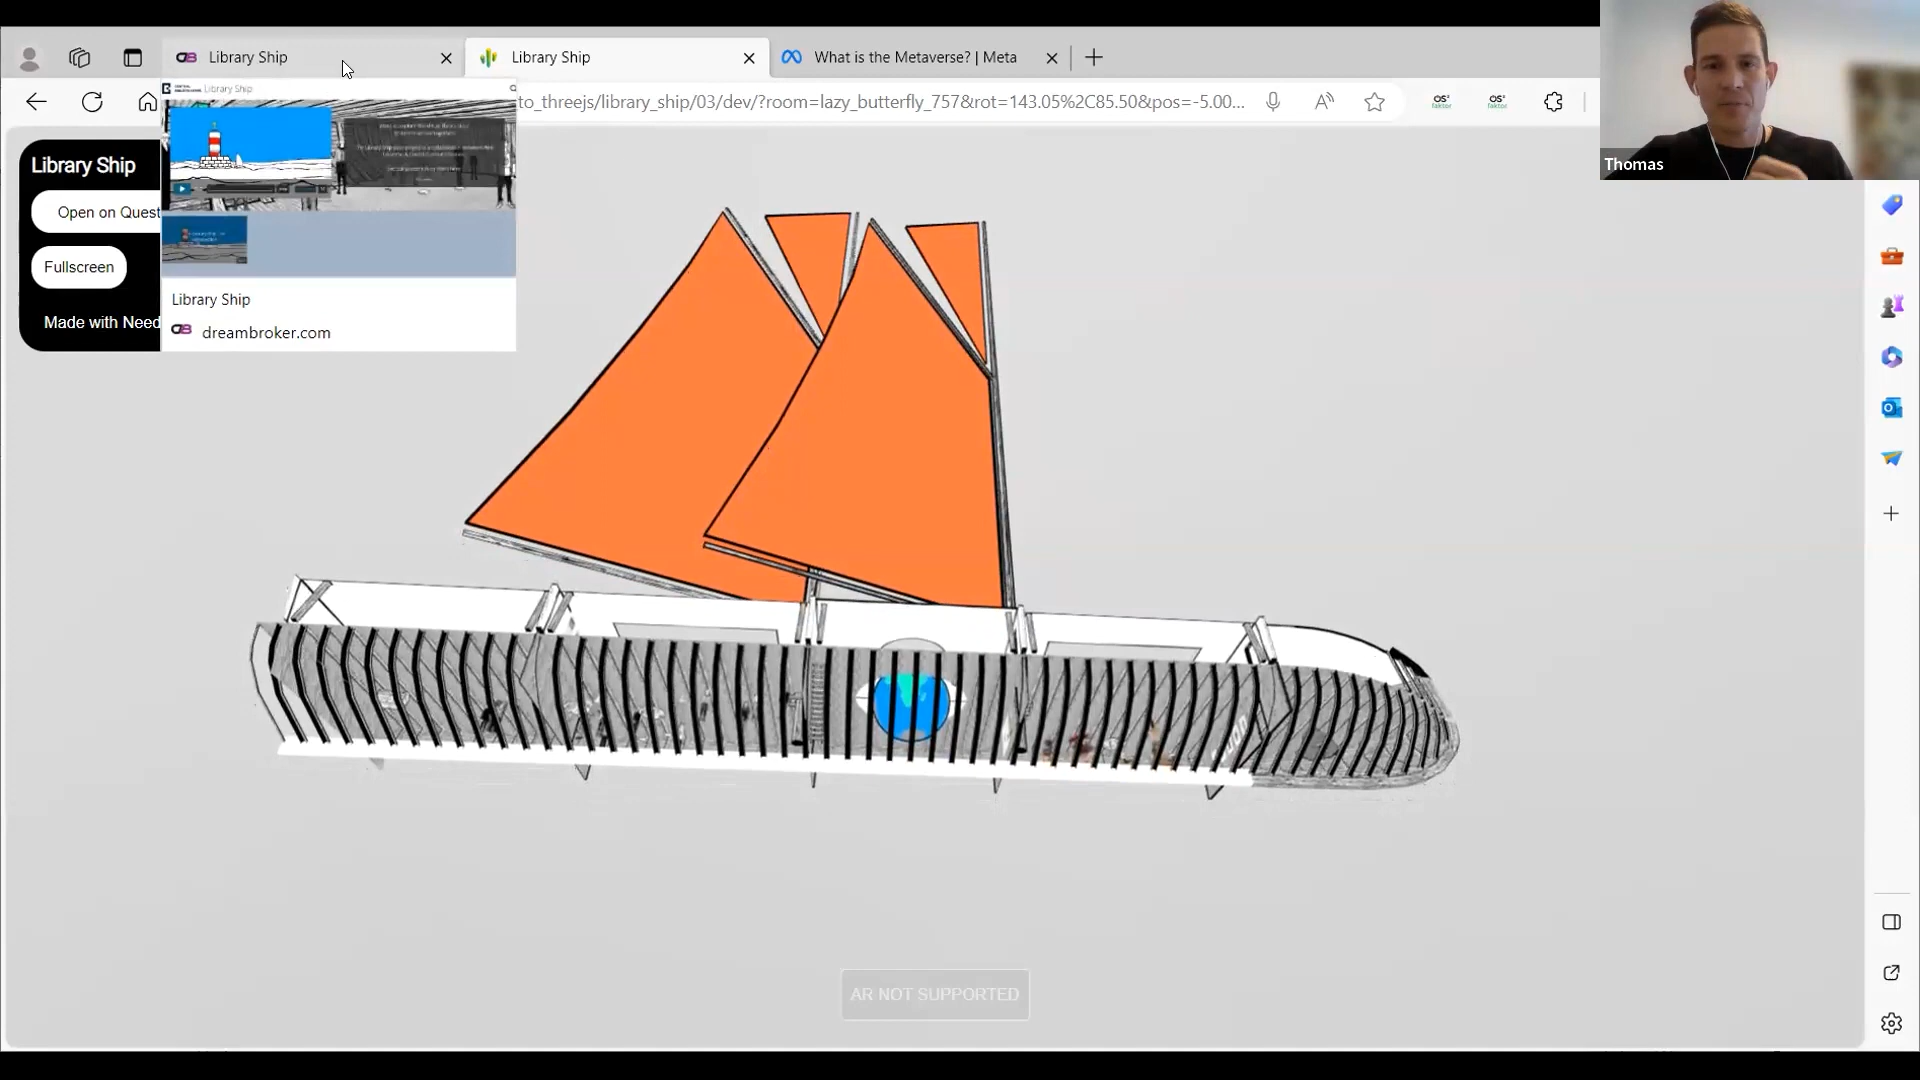 Library Ship
Library Ship
What is the Metaverse? | Meta
to_threejs/library_ship/03/dev/?room=lazy_butterfly_757&rot=143.05%2C85.50&pos=-5.00...
Library Ship
Library Ship
Open on Quest
Fullscreen
Made with Need
Library Ship
dreambroker.com
Thomas
AR NOT SUPPORTED